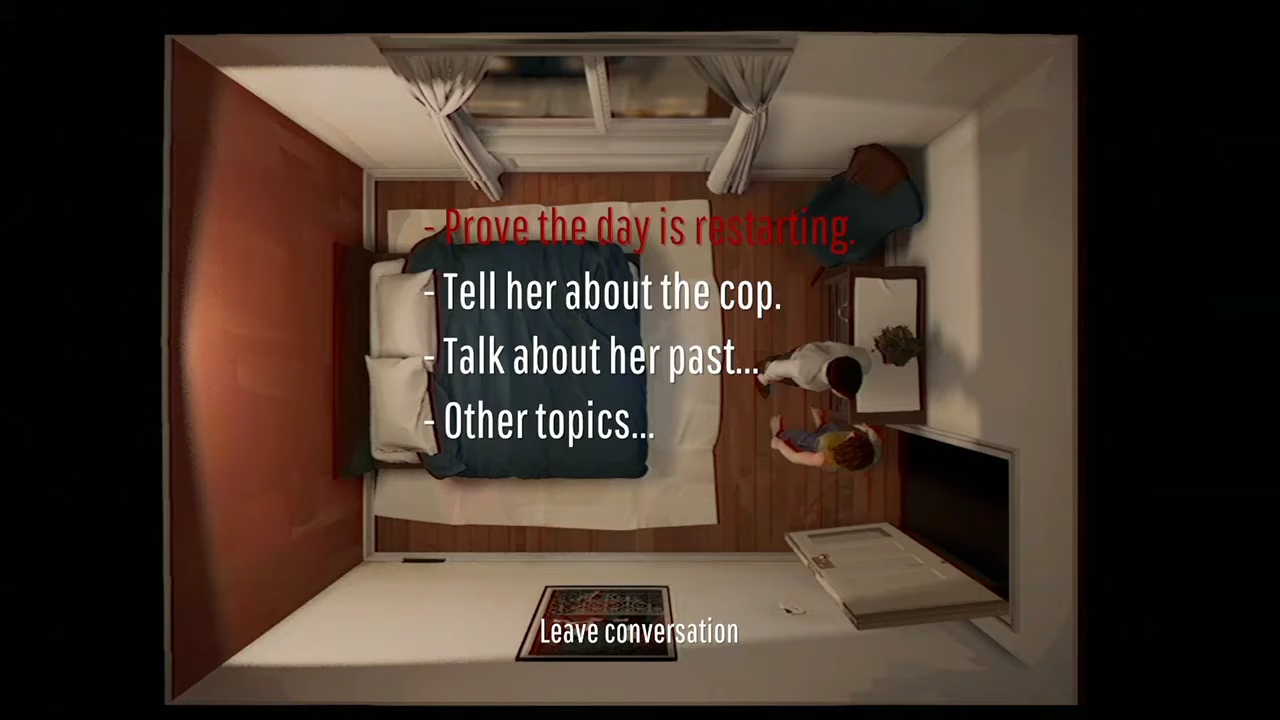 - Prove the day is restarting.
- Tell her about the cop.
- Talk about her past...
- Other topics...
Leave conversation